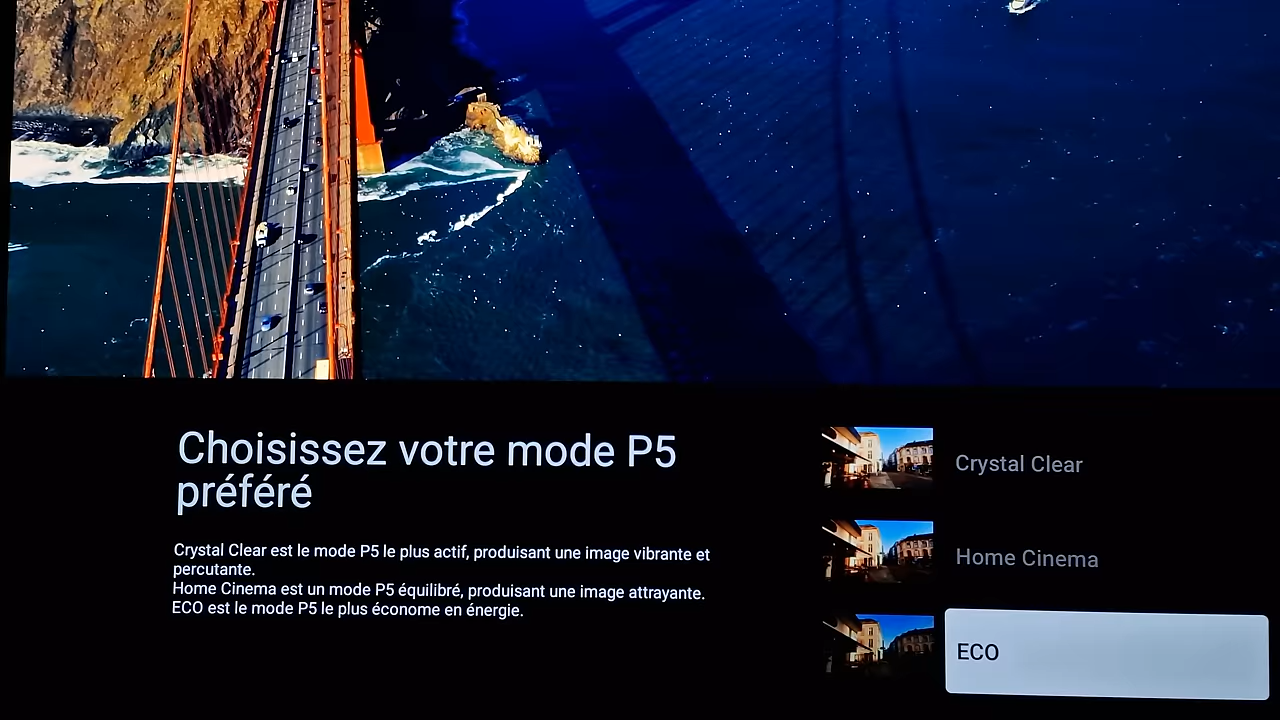 Choisissez votre mode P5
préféré
Crystal Clear est le mode P5 le plus actif, produisant une image vibrante et
percutante.
Home Cinema est un mode P5 équilibré, produisant une image attrayante.
ECO est le mode P5 le plus économe en énergie.
Crystal Clear
Home Cinema
ECO